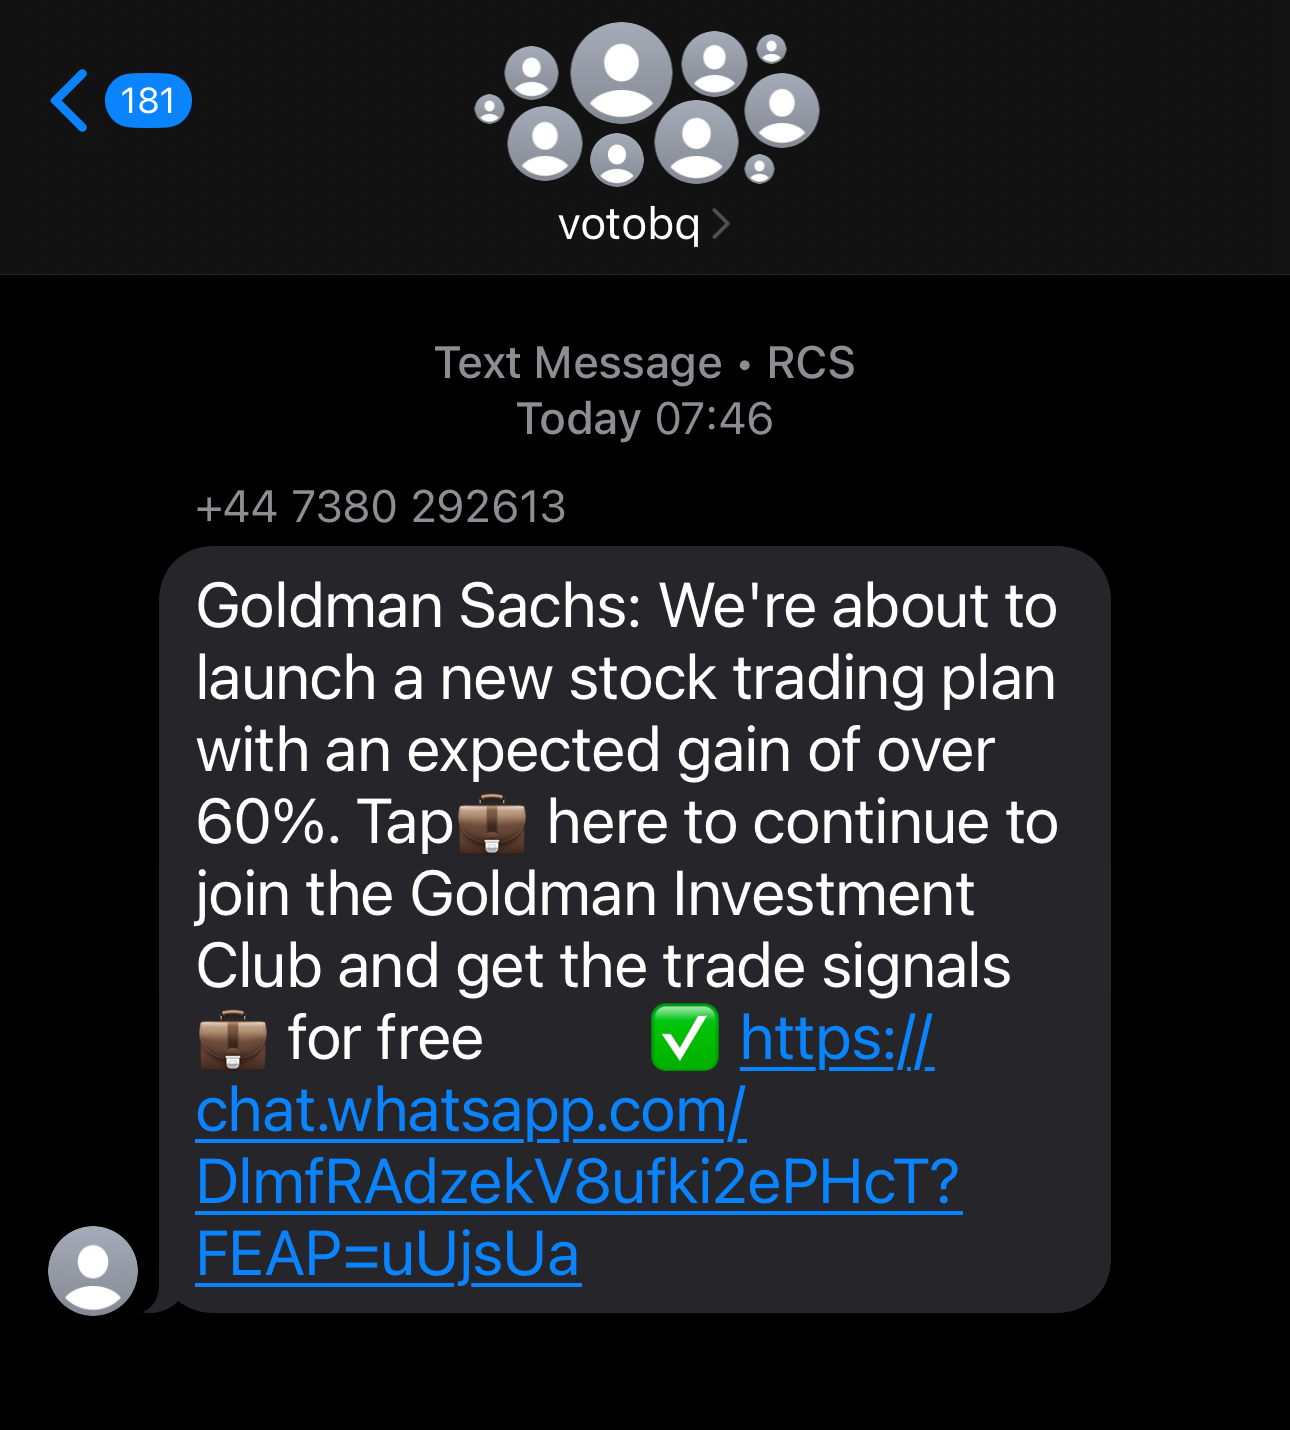 181
votobq
Text Message • RCS
Today 07:46
+44 7380 292613
Goldman Sachs: We're about to
launch a new stock trading plan
with an expected gain of over
60%. Tap💼 here to continue to
join the Goldman Investment
Club and get the trade signals
💼 for free ✅ https://
chat.whatsapp.com/
DlmfRAdzekV8ufki2ePHcT?
FEAP=uUjsUa